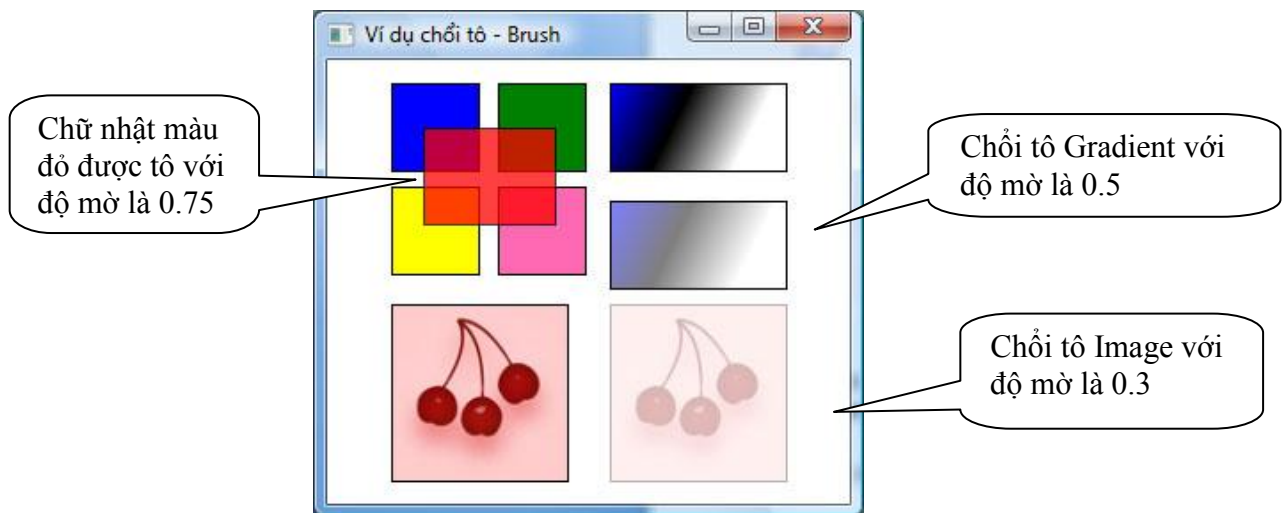 Ví dụ chổi tô - Brush
Chữ nhật màu
đỏ được tô với
độ mờ là 0.75
Chổi tô Gradient với
độ mờ là 0.5
Chổi tô Image với
độ mờ là 0.3